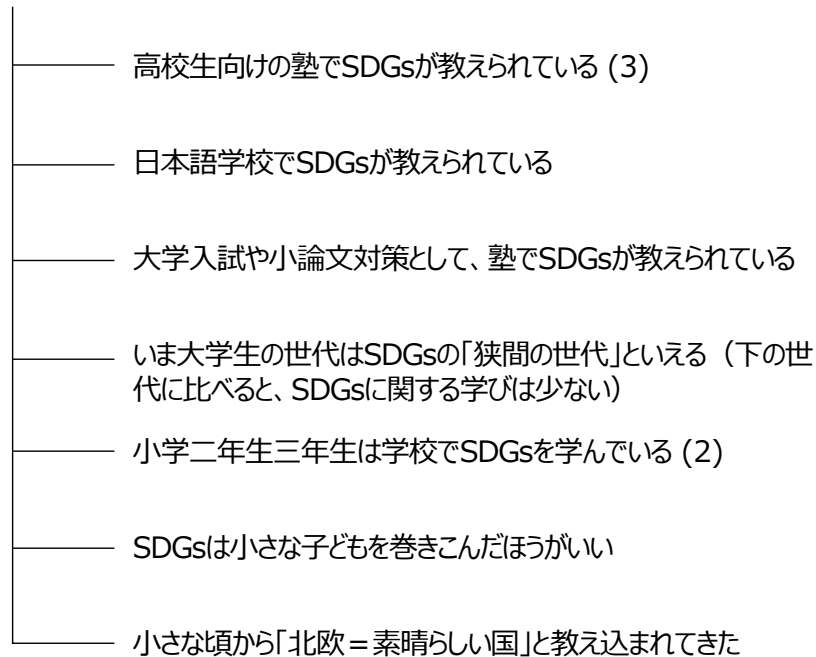 高校生向けの塾でSDGsが教えられている (3)
日本語学校でSDGsが教えられている
大学入試や小論文対策として、塾でSDGsが教えられている
いま大学生の世代はSDGsの「狭間の世代」といえる（下の世
代に比べると、SDGsに関する学びは少ない）
小学二年生三年生は学校でSDGsを学んでいる (2)
SDGsは小さな子どもを巻きこんだほうがいい
小さな頃から「北欧＝素晴らしい国」と教え込まれてきた